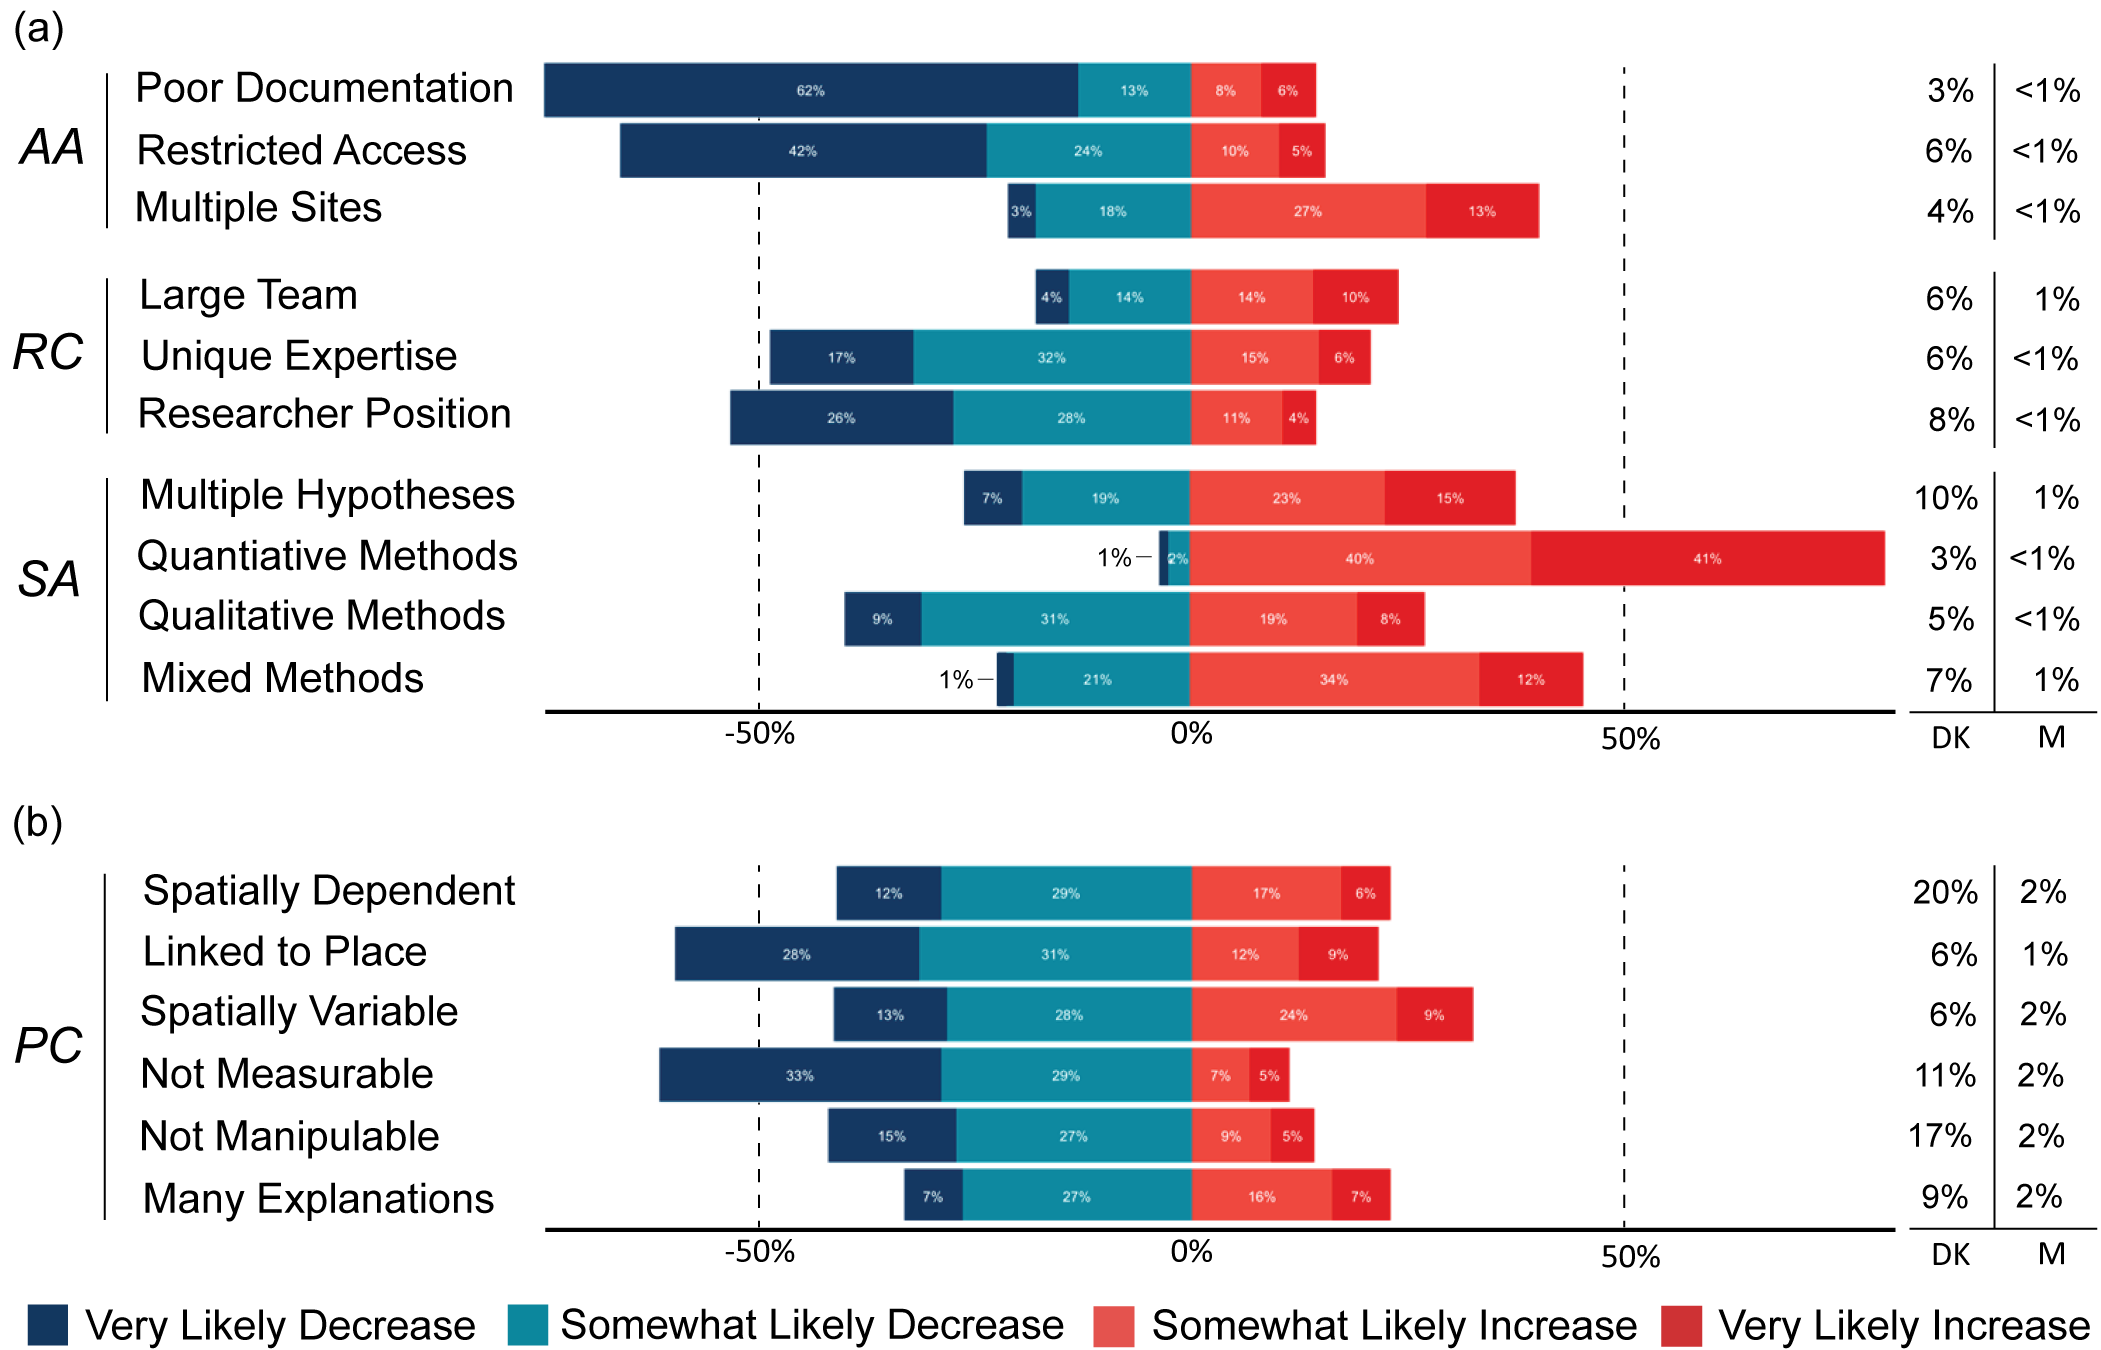 (a)
AA
Poor Documentation 62% 13% 8% 6% 3% <1%
Restricted Access 42% 24% 10% 5% 6% <1%
Multiple Sites 3% 18% 27% 13% 4% <1%
RC
Large Team 4% 14% 14% 10% 6% 1%
Unique Expertise 17% 32% 15% 6% 6% <1%
Researcher Position 26% 28% 11% 4% 8% <1%
SA
Multiple Hypotheses 7% 19% 23% 15% 10% 1%
Quantiative Methods 1% 2% 40% 41% 3% <1%
Qualitative Methods 9% 31% 19% 8% 5% <1%
Mixed Methods 1% 21% 34% 12% 7% 1%
-50% 0% 50% DK M
(b)
PC
Spatially Dependent 12% 29% 17% 6% 20% 2%
Linked to Place 28% 31% 12% 9% 6% 1%
Spatially Variable 13% 28% 24% 9% 6% 2%
Not Measurable 33% 29% 7% 5% 11% 2%
Not Manipulable 15% 27% 9% 5% 17% 2%
Many Explanations 7% 27% 16% 7% 9% 2%
-50% 0% 50% DK M
Very Likely Decrease Somewhat Likely Decrease Somewhat Likely Increase Very Likely Increase